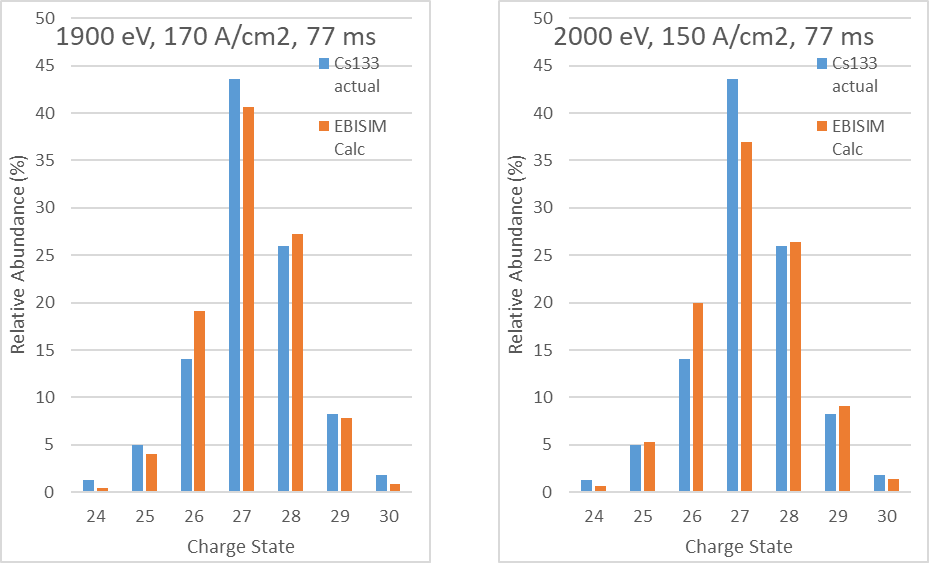 1900 eV, 170 A/cm2, 77 ms
Cs133
actual
EBISIM
Calc
Relative Abundance (%)
50
45
40
35
30
25
20
15
10
5
0
24 25 26 27 28 29 30
Charge State
2000 eV, 150 A/cm2, 77 ms
Cs133
actual
EBISIM
Calc
Relative Abundance (%)
50
45
40
35
30
25
20
15
10
5
0
24 25 26 27 28 29 30
Charge State